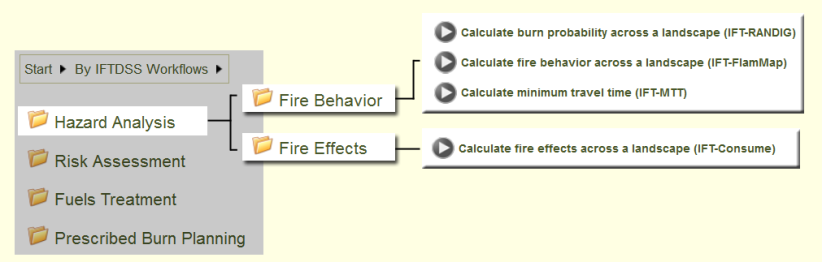 Start ▶ By IFTDSS Workflows ▶
Hazard Analysis
Risk Assessment
Fuels Treatment
Prescribed Burn Planning
Fire Behavior
Fire Effects
Calculate burn probability across a landscape (IFT-RANDIG)
Calculate fire behavior across a landscape (IFT-FlamMap)
Calculate minimum travel time (IFT-MTT)
Calculate fire effects across a landscape (IFT-Consume)